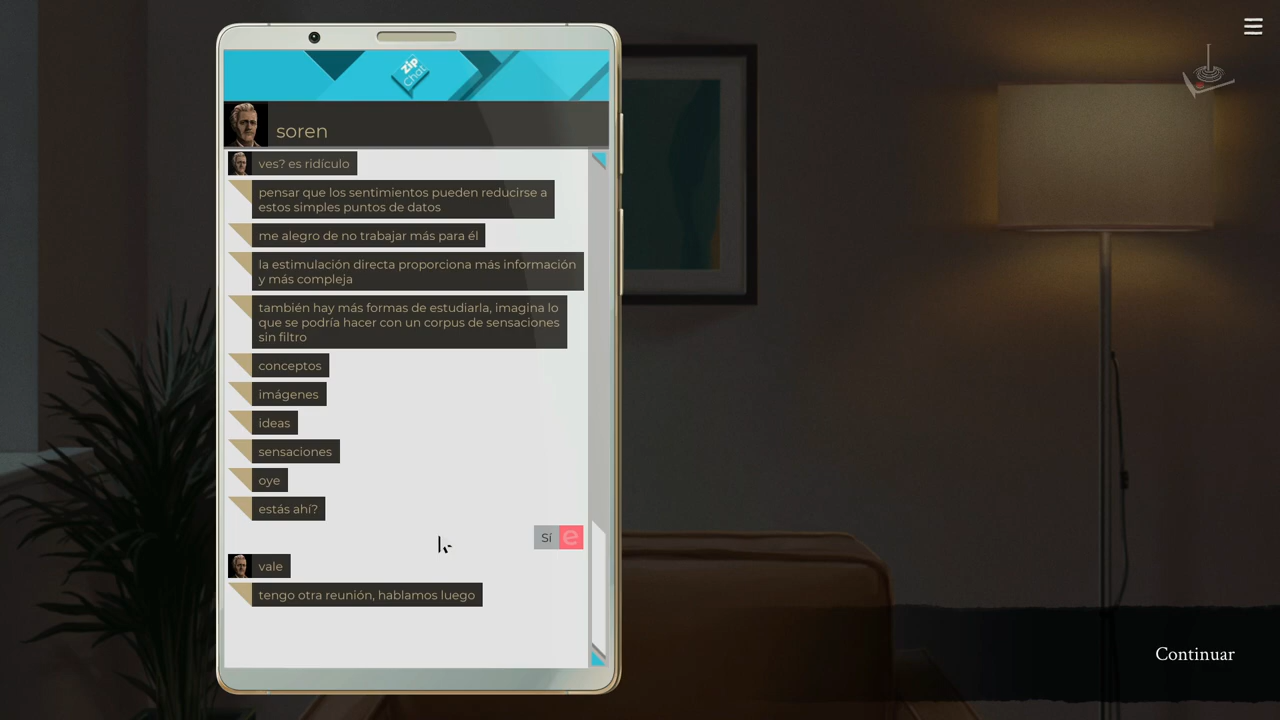 zip
Chat
soren
ves? es ridículo
pensar que los sentimientos pueden reducirse a
estos simples puntos de datos
me alegro de no trabajar más para él
la estimulación directa proporciona más información
y más compleja
también hay más formas de estudiarla, imagina lo
que se podría hacer con un corpus de sensaciones
sin filtro
conceptos
imágenes
ideas
sensaciones
oye
estás ahí?
Sí e
vale
tengo otra reunión, hablamos luego
Continuar